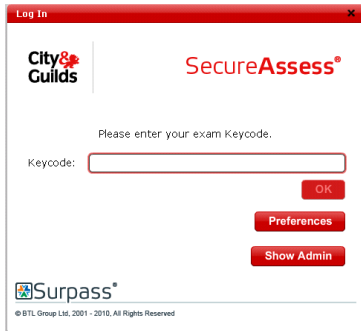 Log In
City&
Guilds
SecureAssess®
Please enter your exam Keycode.
Keycode:
OK
Preferences
Show Admin
Surpass®
© BTL Group Ltd, 2001 - 2010, All Rights Reserved